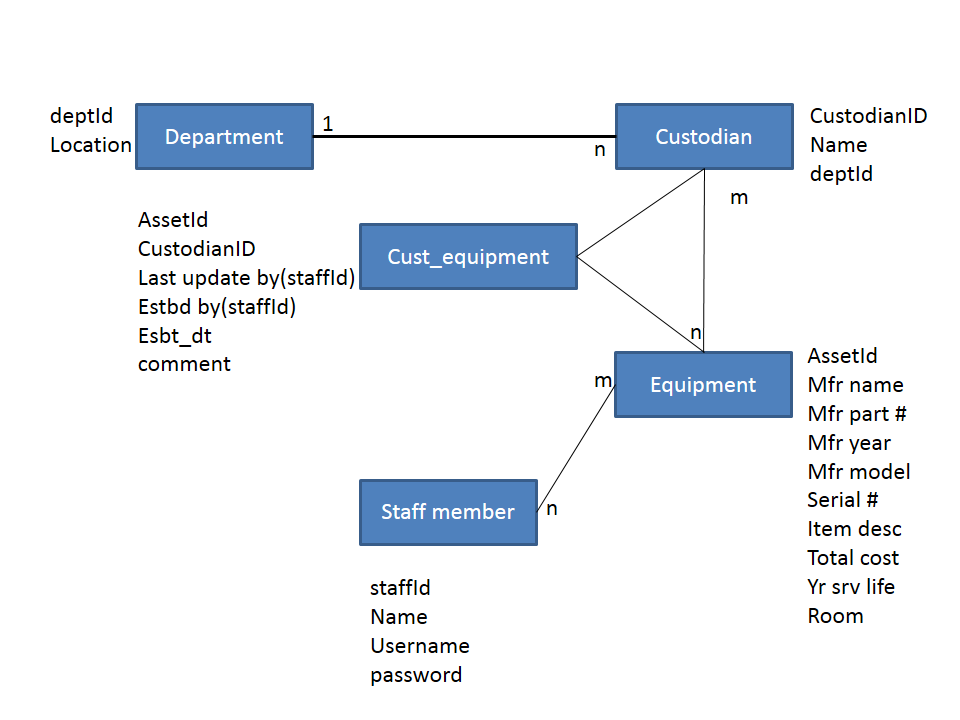 deptId
Location
Department
1
n
Custodian
CustodianID
Name
deptId
m
AssetId
CustodianID
Last update by(staffId)
Estbd by(staffId)
Esbt_dt
comment
Cust_equipment
n
m
Equipment
AssetId
Mfr name
Mfr part #
Mfr year
Mfr model
Serial #
Item desc
Total cost
Yr srv life
Room
Staff member
n
staffId
Name
Username
password